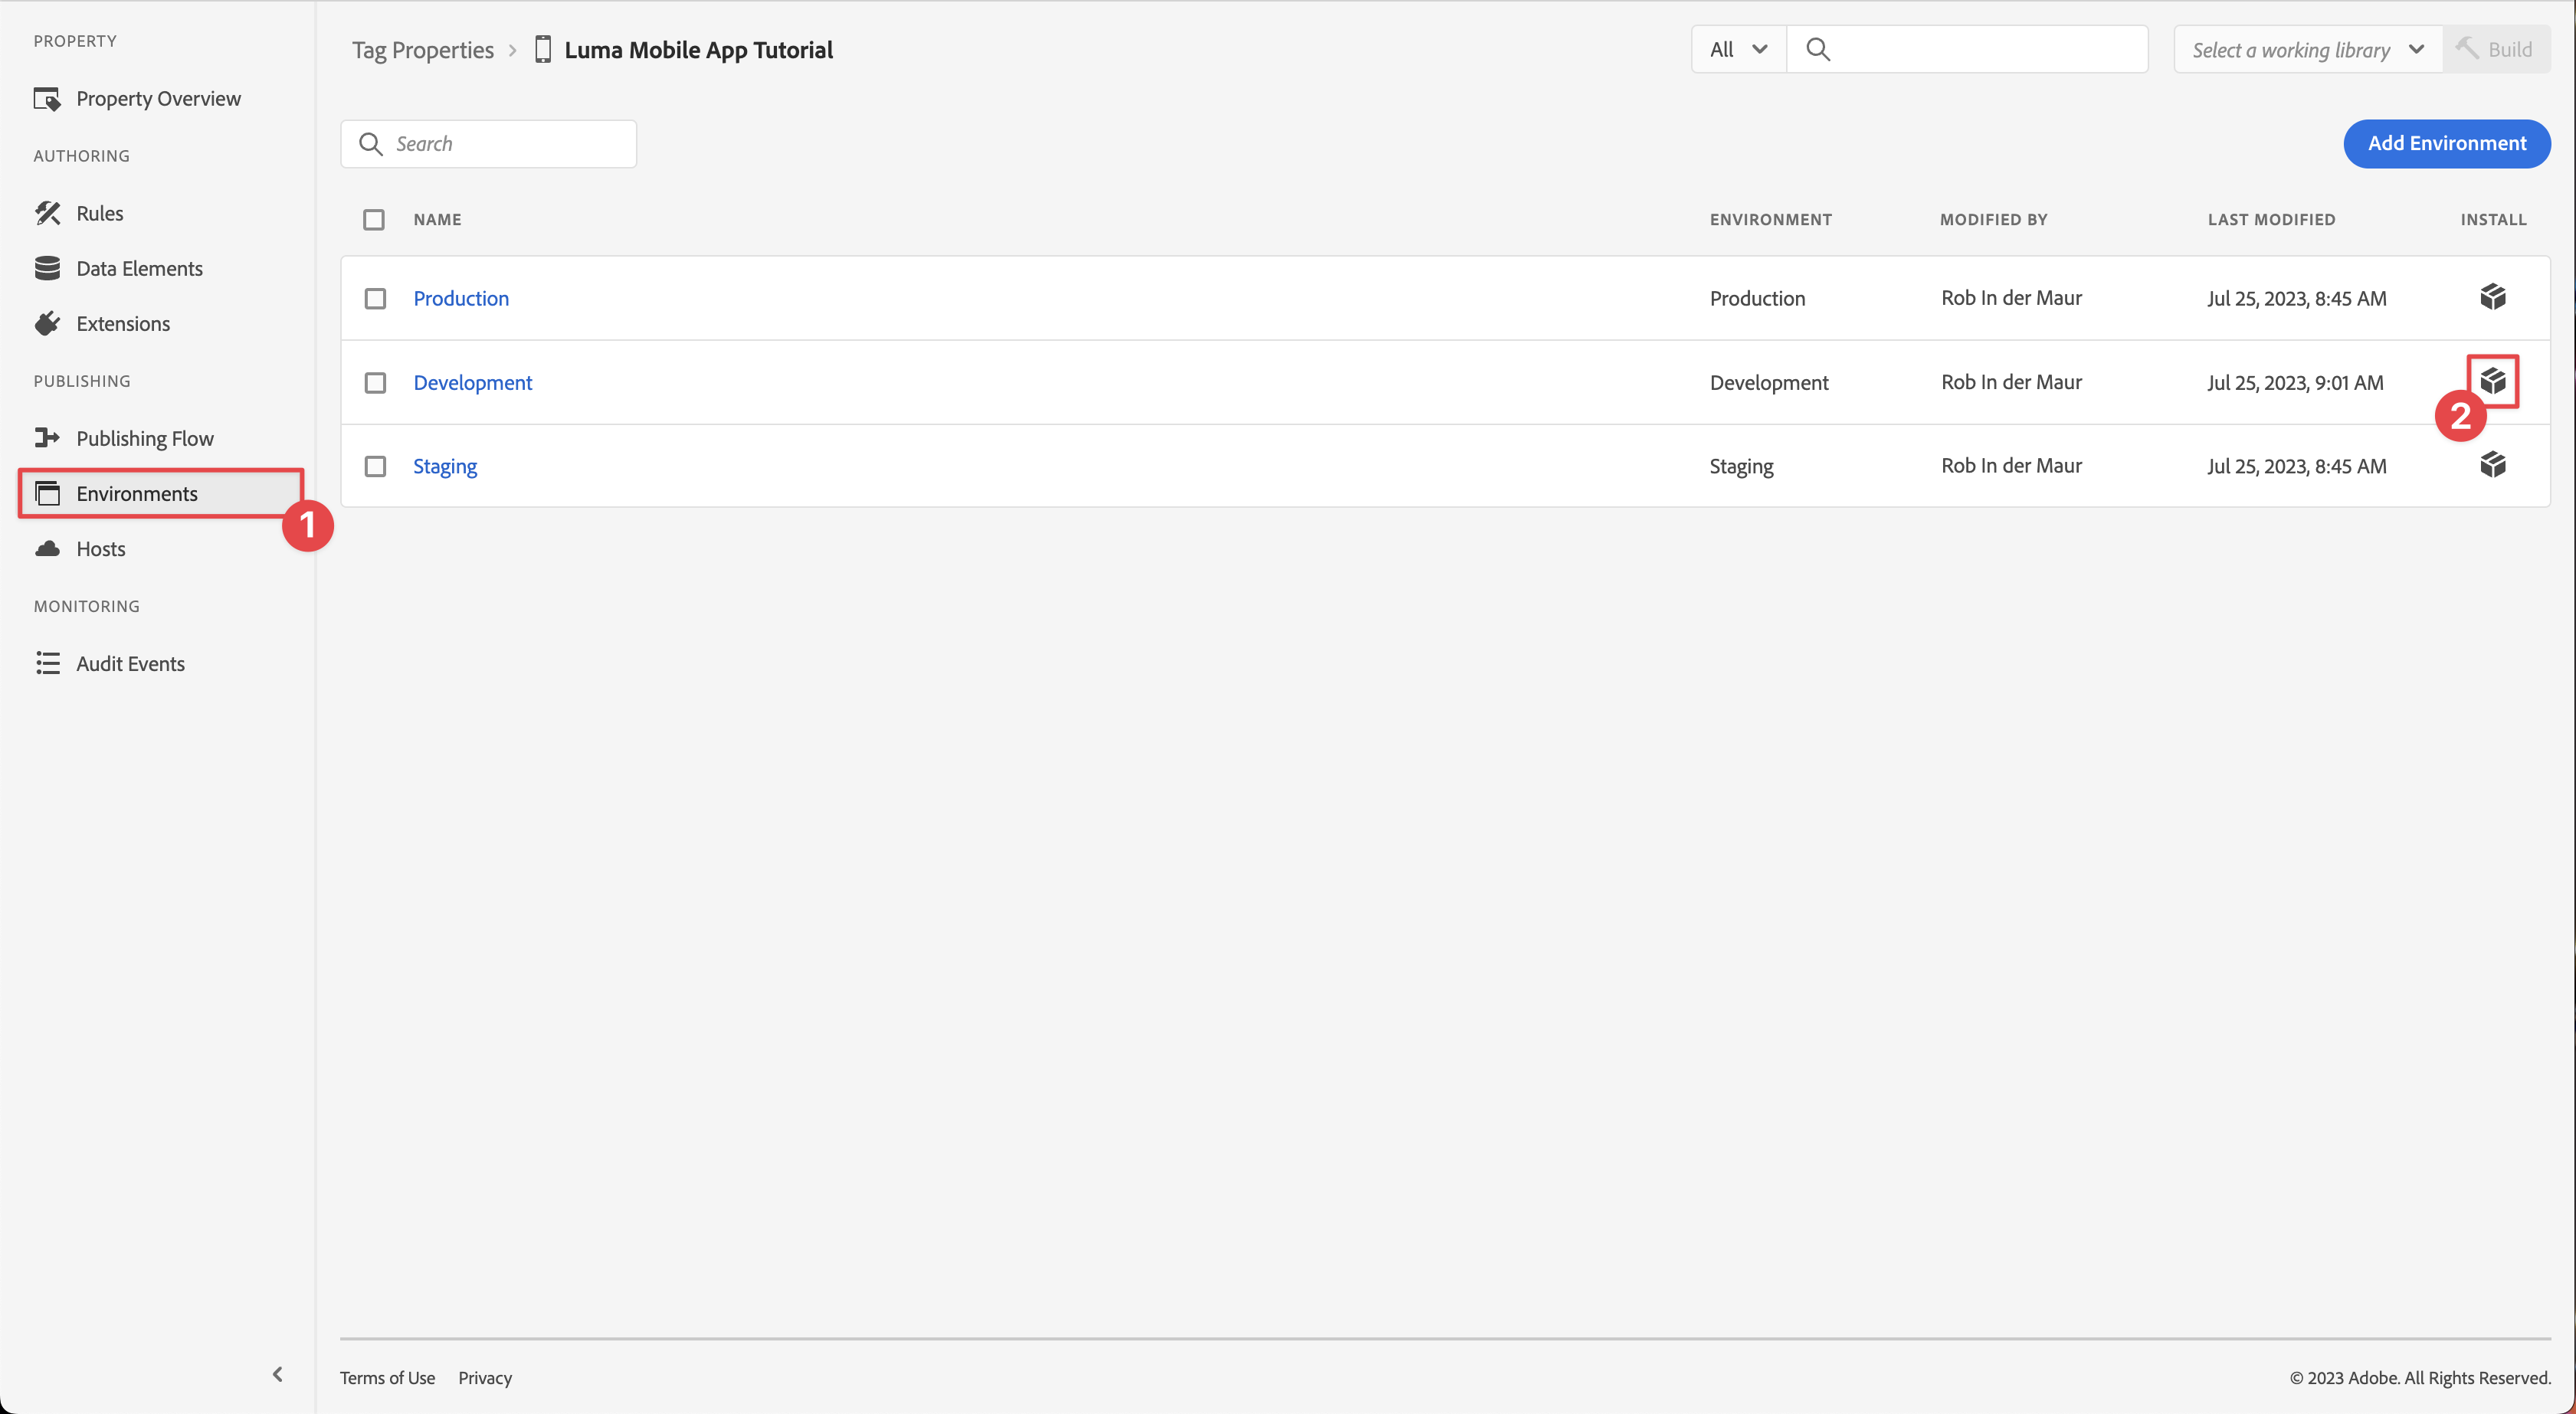 PROPERTY
Property Overview
AUTHORING
Rules
Data Elements
Extensions
PUBLISHING
Publishing Flow
Environments
1
Hosts
MONITORING
Audit Events
Tag Properties > Luma Mobile App Tutorial
All
Select a working library
Build
Search
Add Environment
NAME ENVIRONMENT MODIFIED BY LAST MODIFIED INSTALL
Production Production Rob In der Maur Jul 25, 2023, 8:45 AM
Development Development Rob In der Maur Jul 25, 2023, 9:01 AM
2
Staging Staging Rob In der Maur Jul 25, 2023, 8:45 AM
Terms of Use Privacy © 2023 Adobe. All Rights Reserved.